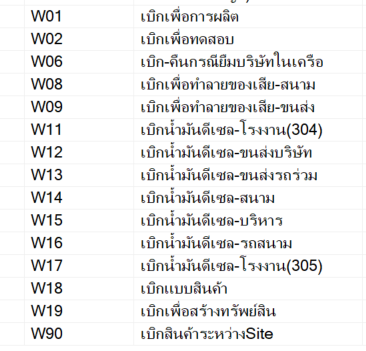 W01 เบิกเพื่อการผลิต
W02 เบิกเพื่อทดสอบ
W06 เบิก-คืนกรณียืมบริษัทในเครือ
W08 เบิกเพื่อทำลายของเสีย-สนาม
W09 เบิกเพื่อทำลายของเสีย-ขนส่ง
W11 เบิกน้ำมันดีเซล-โรงงาน(304)
W12 เบิกน้ำมันดีเซล-ขนส่งบริษัท
W13 เบิกน้ำมันดีเซล-ขนส่งรถร่วม
W14 เบิกน้ำมันดีเซล-สนาม
W15 เบิกน้ำมันดีเซล-บริหาร
W16 เบิกน้ำมันดีเซล-รถสนาม
W17 เบิกน้ำมันดีเซล-โรงงาน(305)
W18 เบิกแบบสินค้า
W19 เบิกเพื่อสร้างทรัพย์สิน
W90 เบิกสินค้าระหว่างSite